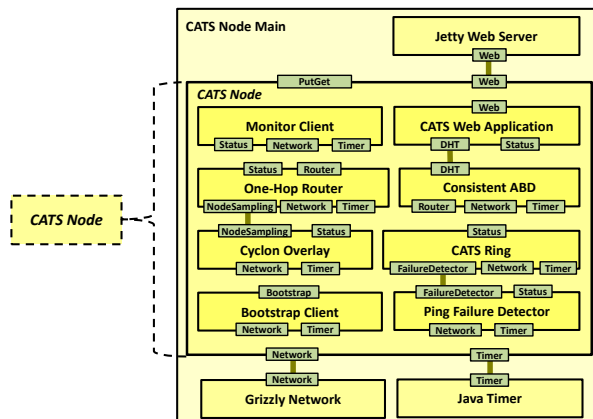 CATS Node Main
Jetty Web Server
Web
PutGet
Web
CATS Node
Web
Monitor Client
CATS Web Application
Status Network Timer
DHT Status
Status Router
DHT
One-Hop Router
Consistent ABD
NodeSampling Network Timer
Router Network Timer
CATS Node
NodeSampling Status
Status
Cyclon Overlay
CATS Ring
Network Timer
FailureDetector Network Timer
Bootstrap
FailureDetector Status
Bootstrap Client
Ping Failure Detector
Network Timer
Network Timer
Network
Timer
Network
Timer
Grizzly Network
Java Timer